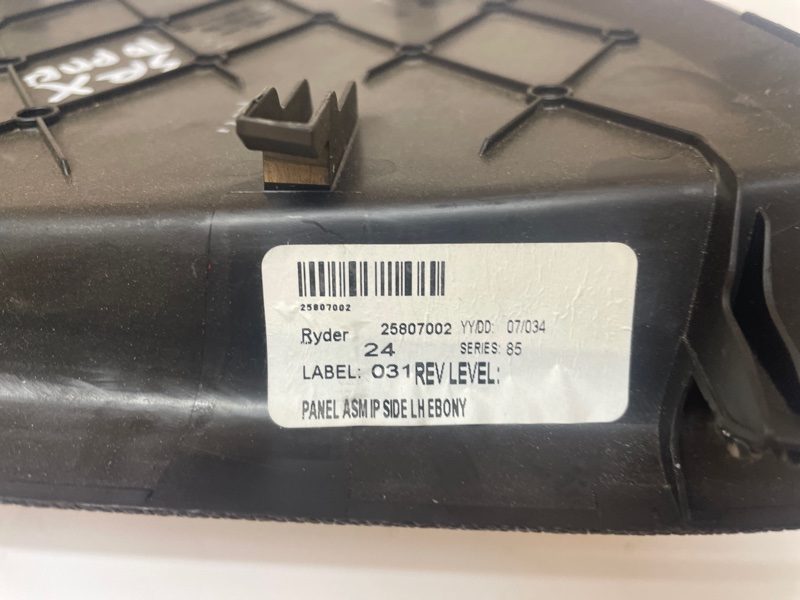 25807002
Ryder 25807002 YY/DD: 07/034
24 SERIES: 85
LABEL: 031 REV LEVEL:
PANEL ASM IP SIDE LH EBONY